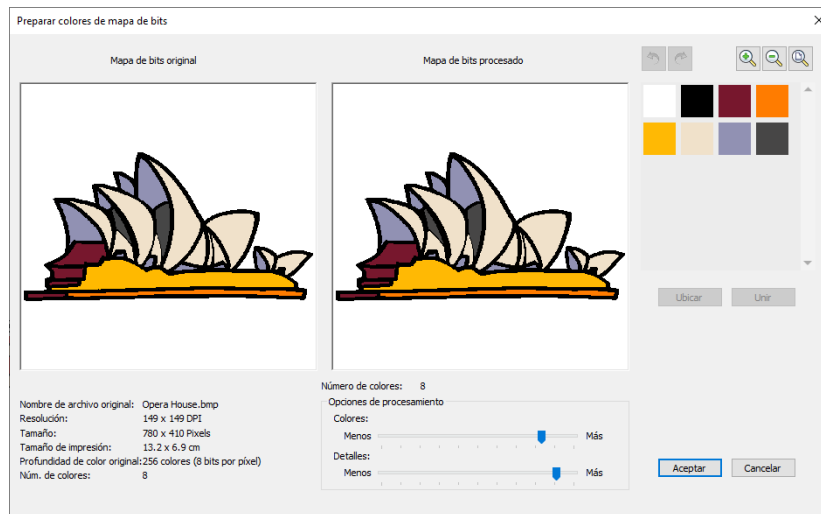 Preparar colores de mapa de bits
Mapa de bits original
Mapa de bits procesado
Ubicar
Unir
Número de colores: 8
Opciones de procesamiento
Colores:
Menos
Más
Detalles:
Menos
Más
Nombre de archivo original: Opera House.bmp
Resolución: 149 x 149 DPI
Tamaño: 780 x 410 Pixels
Tamaño de impresión: 13.2 x 6.9 cm
Profundidad de color original:256 colores (8 bits por píxel)
Núm. de colores: 8
Aceptar
Cancelar